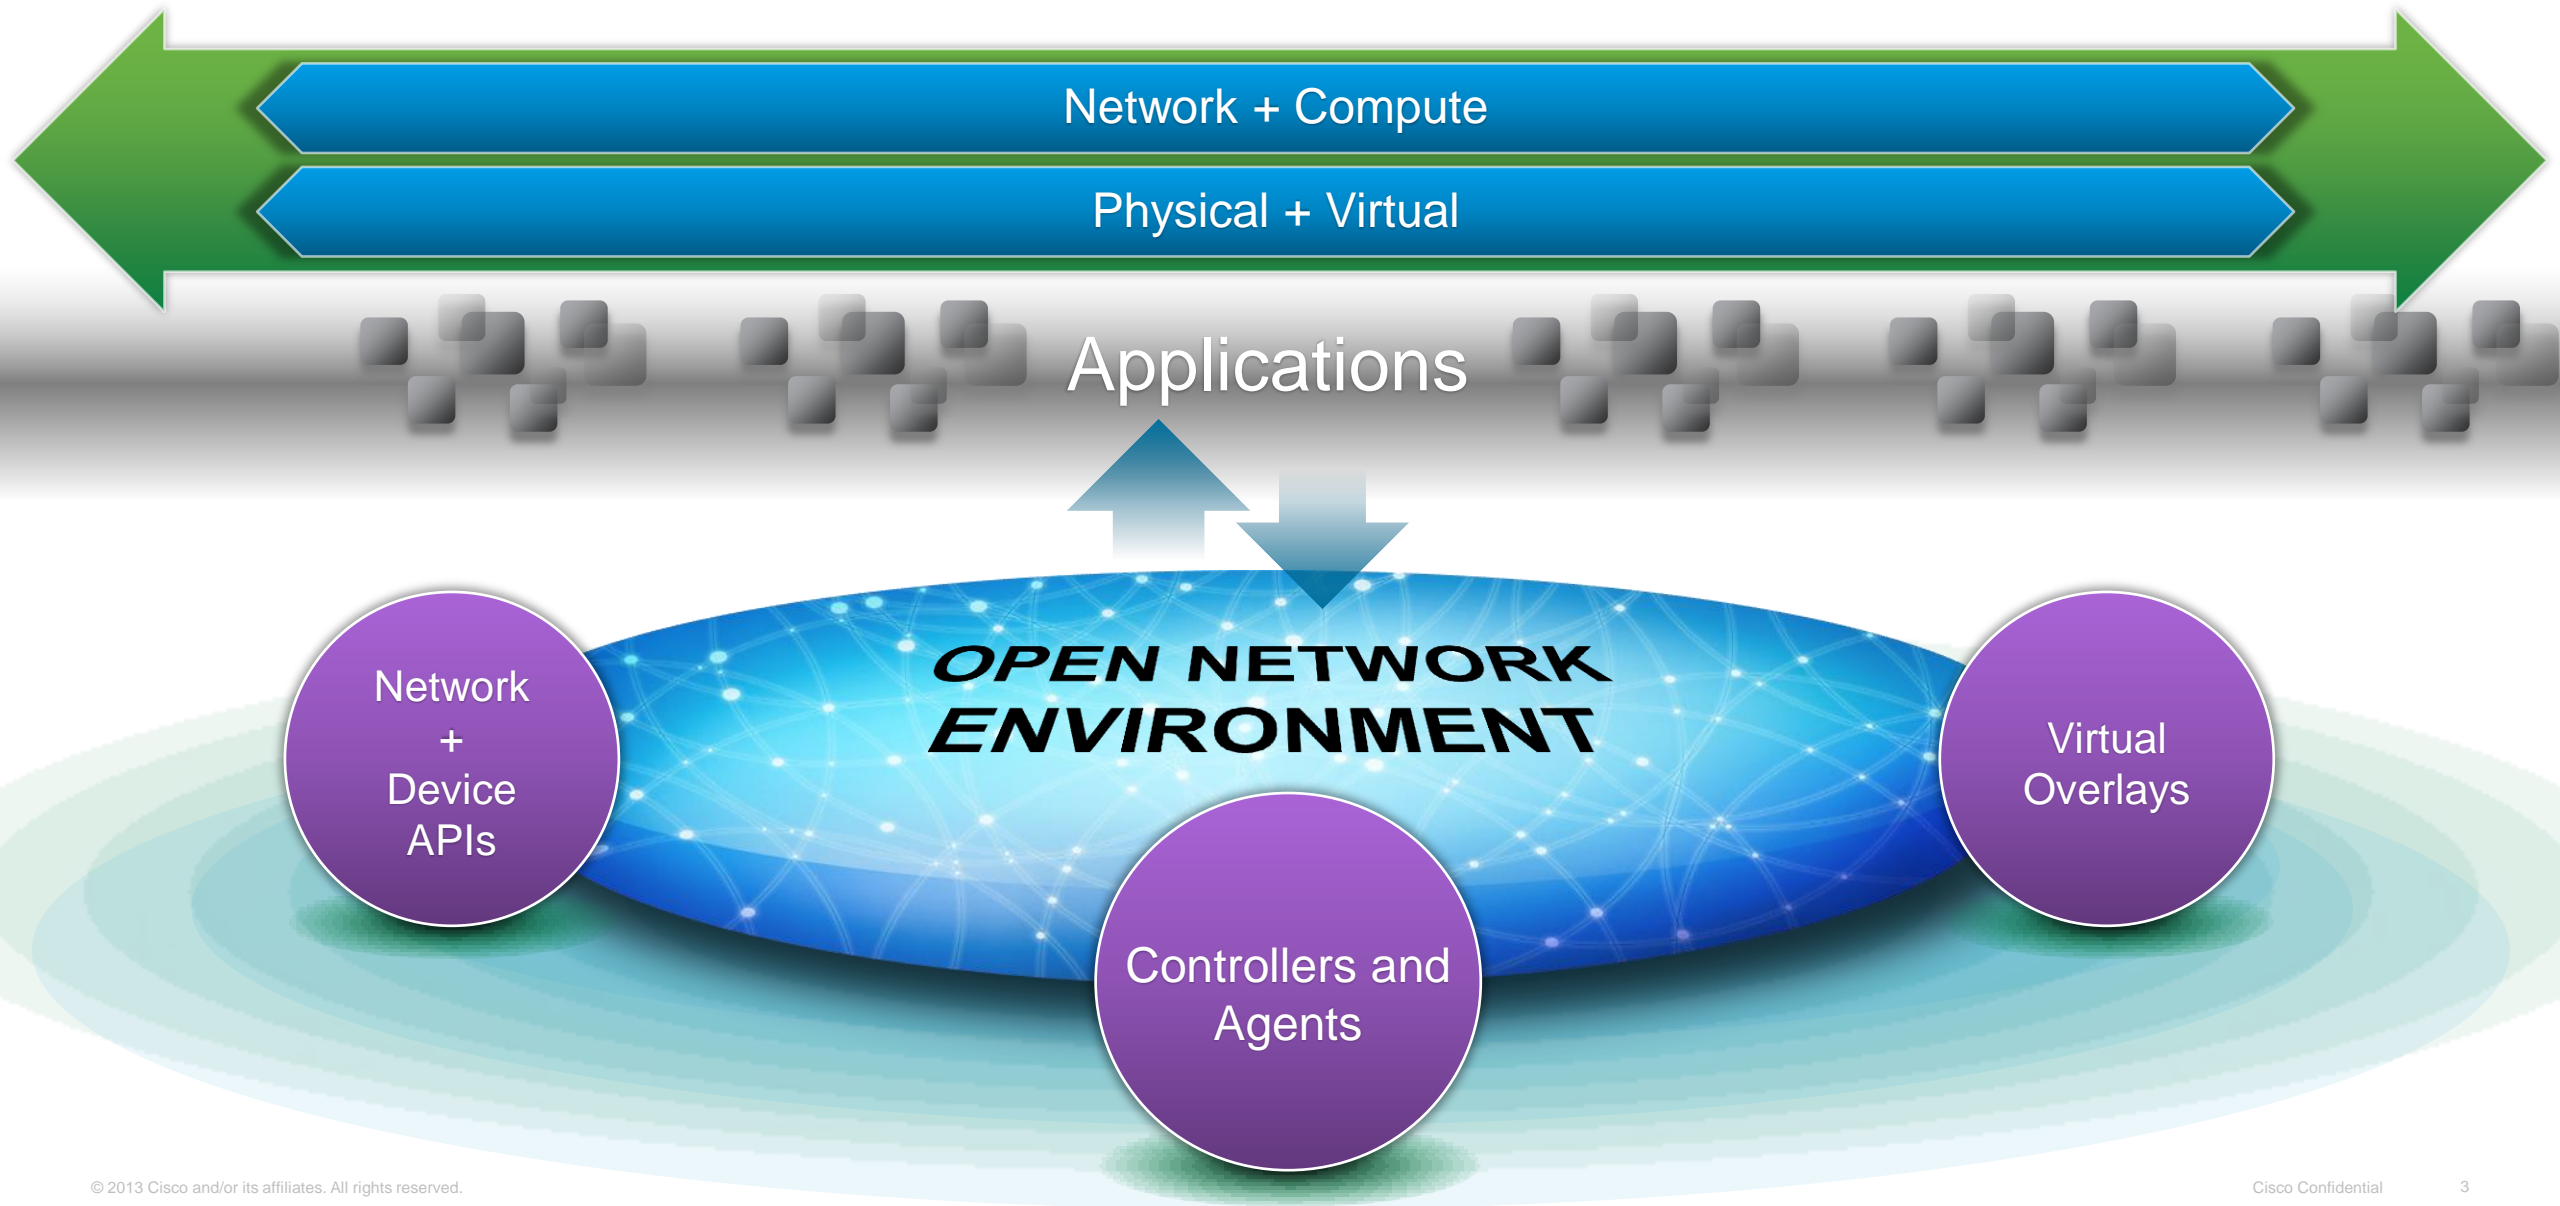 Network + Compute
Physical + Virtual
Applications
OPEN NETWORK
ENVIRONMENT
Network
+
Device
APIs
Virtual
Overlays
Controllers and
Agents
© 2013 Cisco and/or its affiliates. All rights reserved.
Cisco Confidential
3